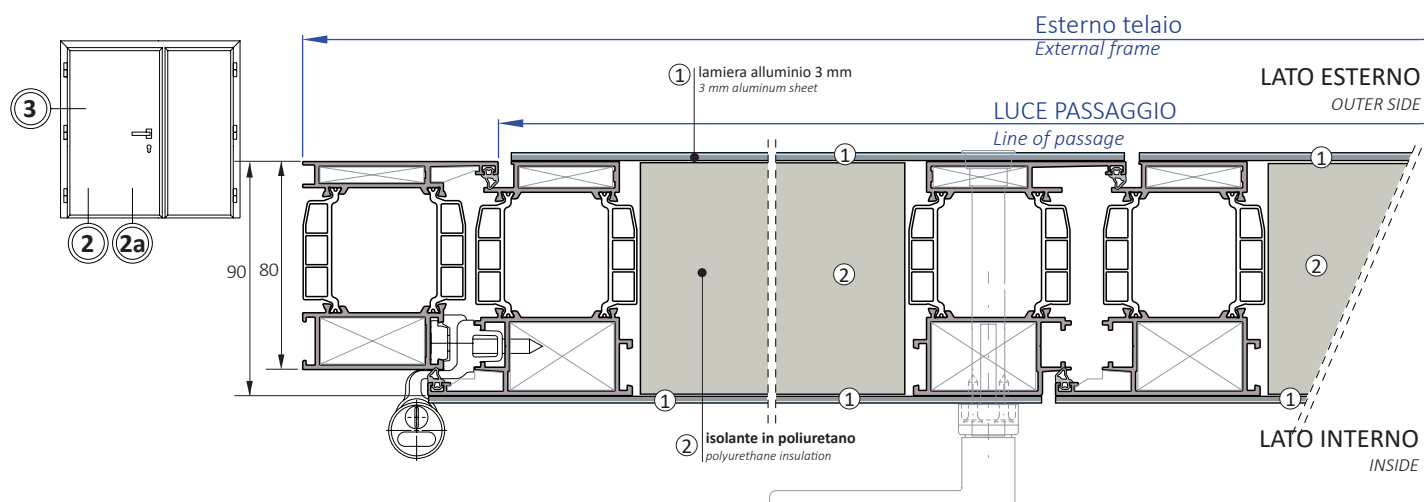 Esterno telaio
External frame
1 lamiera alluminio 3 mm
3 mm aluminum sheet
LATO ESTERNO
OUTER SIDE
3
LUCE PASSAGGIO
Line of passage
1
1
2
2a
90
80
2
2
1
1
1
2 isolante in poliuretano
polyurethane insulation
LATO INTERNO
INSIDE